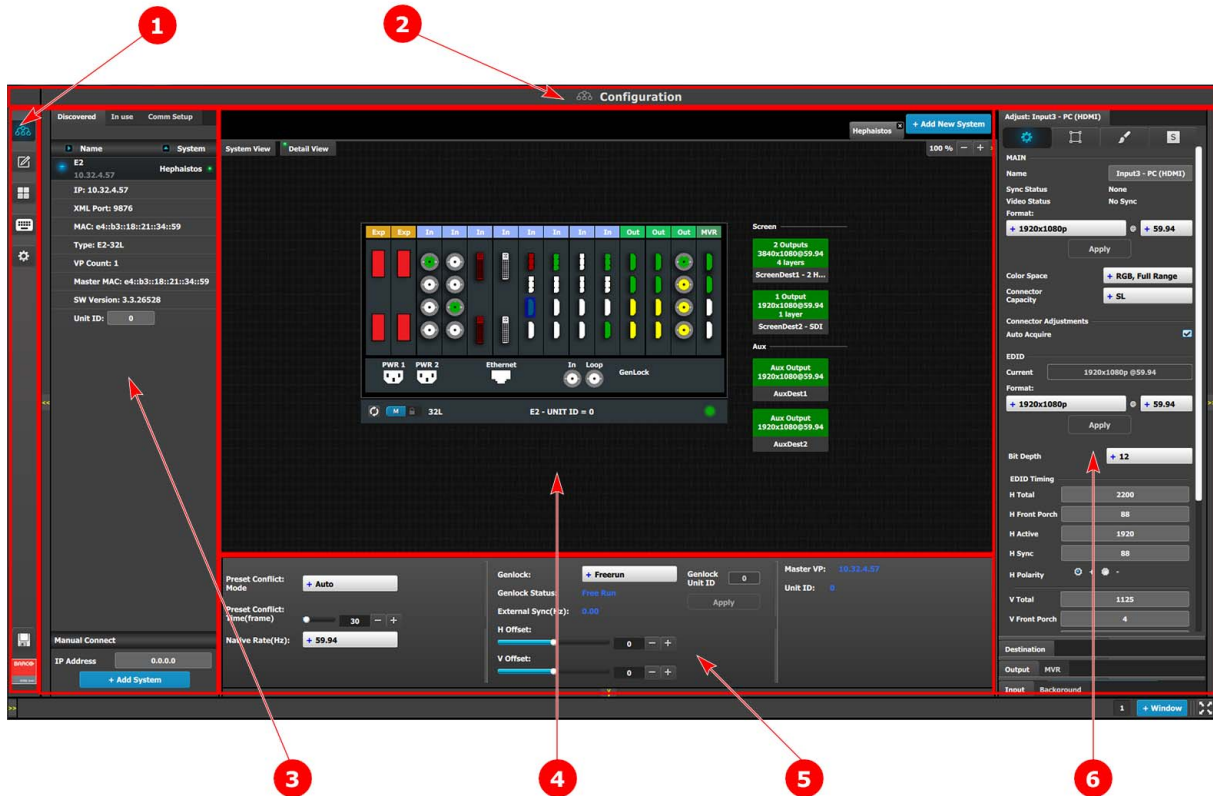 1
2
Configuration
Discovered In use Comm Setup
Name System
E2
10.32.4.57
Hephaistos
IP: 10.32.4.57
XML Port: 9876
MAC: e4::b3::18::21::34::59
Type: E2-32L
VP Count: 1
Master MAC: e4::b3::18::21::34::59
SW Version: 3.3.26528
Unit ID: 0
Manual Connect
IP Address 0.0.0.0
+ Add System
BARCO
Hephaistos x + Add New System
System View Detail View
100 % − +
Exp Exp In In In In In In In Out Out Out MVR
PWR 1 PWR 2 Ethernet In Loop GenLock
M 32L E2 - UNIT ID = 0
Screen
2 Outputs
3840x1080@59.94
4 layers
ScreenDest1 - 2 H...
1 Output
1920x1080@59.94
1 layer
ScreenDest2 - SDI
Aux
Aux Output
1920x1080@59.94
AuxDest1
Aux Output
1920x1080@59.94
AuxDest2
Preset Conflict:
Mode
+ Auto
Preset Conflict:
Time(frame)
30 − +
Native Rate(Hz): + 59.94
Genlock: + Freerun
Genlock Status: Free Run
External Sync(Hz): 0.00
H Offset:
0 − +
V Offset:
0 − +
Genlock
Unit ID
0
Apply
Master VP: 10.32.4.57
Unit ID: 0
Adjust: Input3 - PC (HDMI)
S
MAIN
Name Input3 - PC (HDMI)
Sync Status None
Video Status No Sync
Format:
+ 1920x1080p @ + 59.94
Apply
Color Space + RGB, Full Range
Connector
Capacity
+ SL
Connector Adjustments
Auto Acquire
EDID
Current 1920x1080p @59.94
Format:
+ 1920x1080p @ + 59.94
Apply
Bit Depth + 12
EDID Timing
H Total 2200
H Front Porch 88
H Active 1920
H Sync 88
H Polarity + -
V Total 1125
V Front Porch 4
Destination
Output MVR
Input Background
<<
>>
>>
1 + Window
3
4
5
6